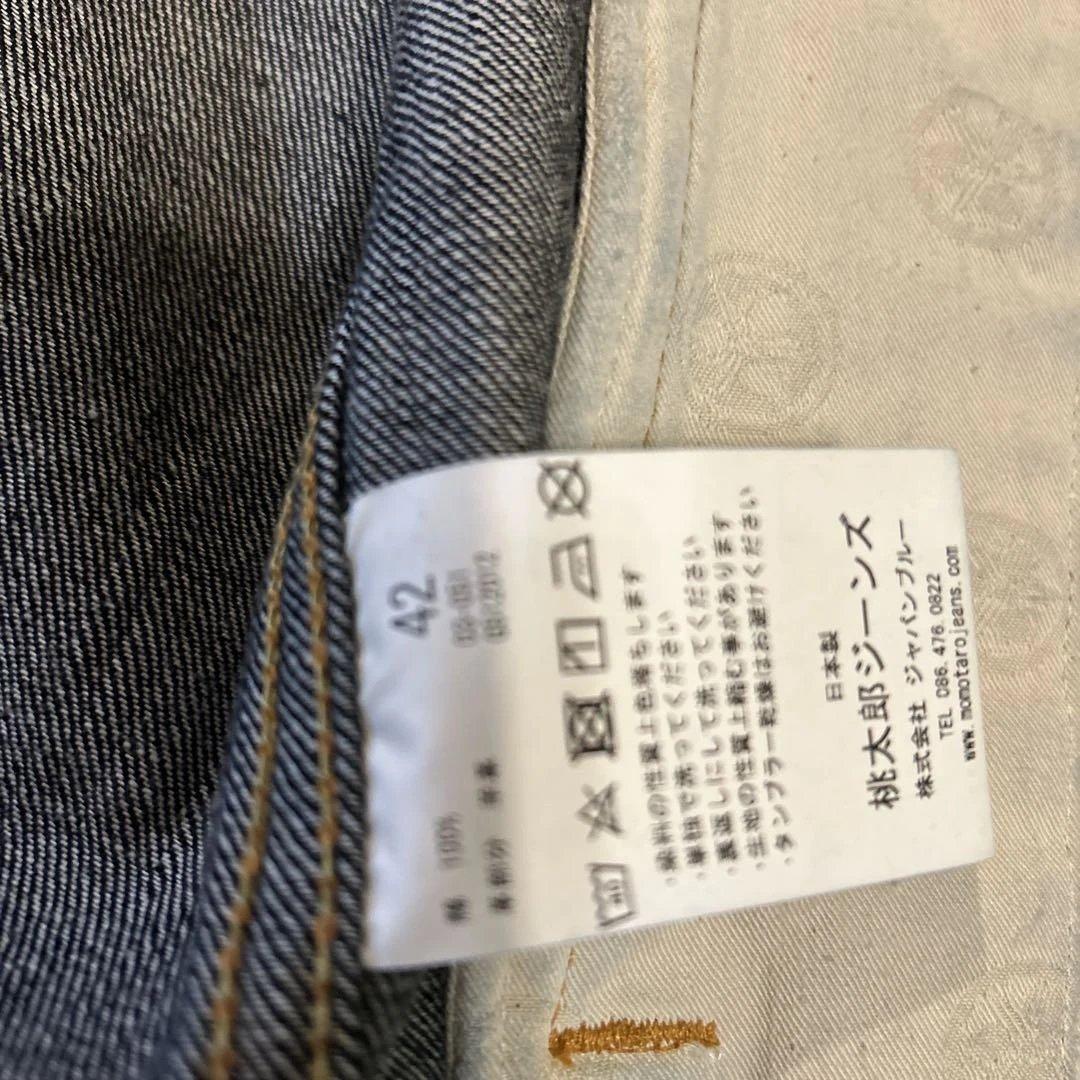 42
綿 100%
革部分 牛革
・染料の性質上色落ちします
・単独で洗ってください
・裏返しにして洗ってください
・生地の性質上縮む事があります
・タンブラー乾燥はお避けください
日本製
桃太郎ジーンズ
株式会社 ジャパンブルー
TEL 086.476.0822
www.momotarojeans.com